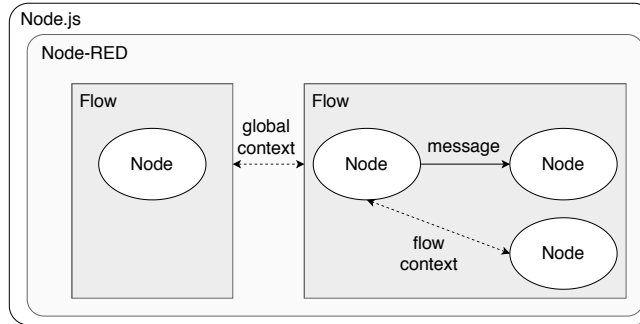 Node.js
Node-RED
Flow
Node
global
context
Flow
Node
message
Node
flow
context
Node